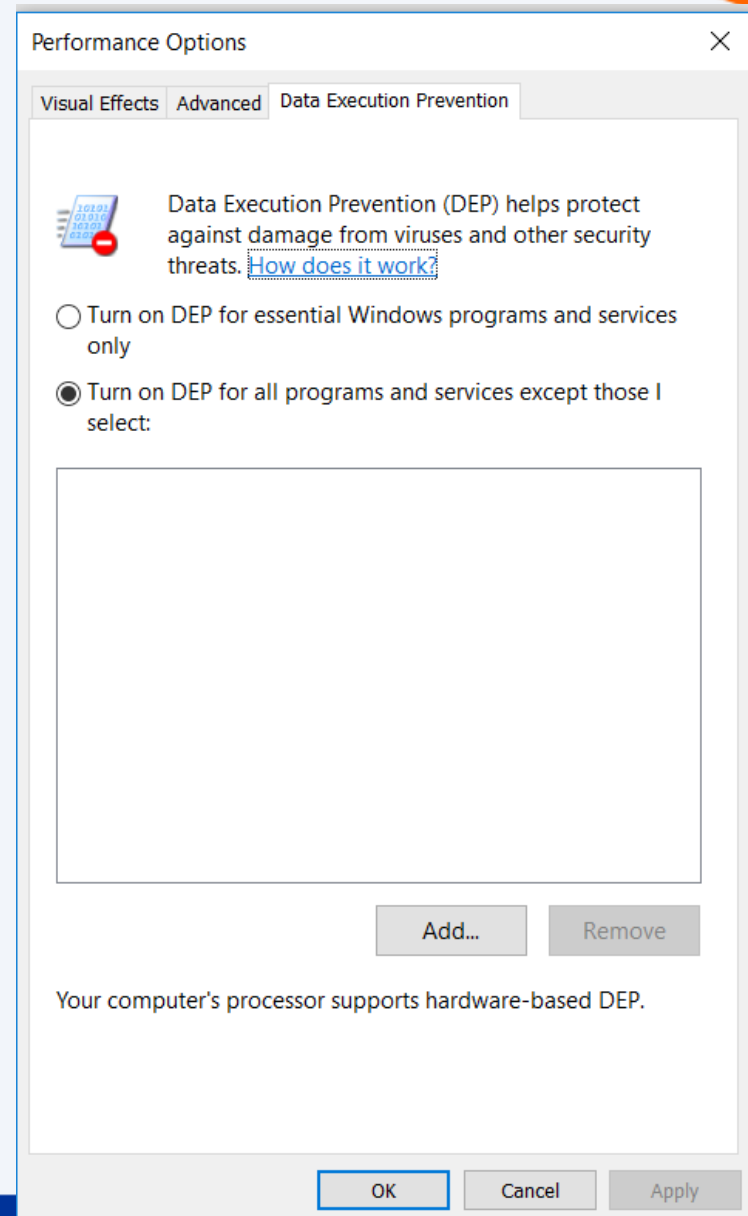 Performance Options
Visual Effects Advanced Data Execution Prevention
Data Execution Prevention (DEP) helps protect
against damage from viruses and other security
threats. How does it work?
Turn on DEP for essential Windows programs and services
only
Turn on DEP for all programs and services except those I
select:
Add... Remove
Your computer's processor supports hardware-based DEP.
OK Cancel Apply